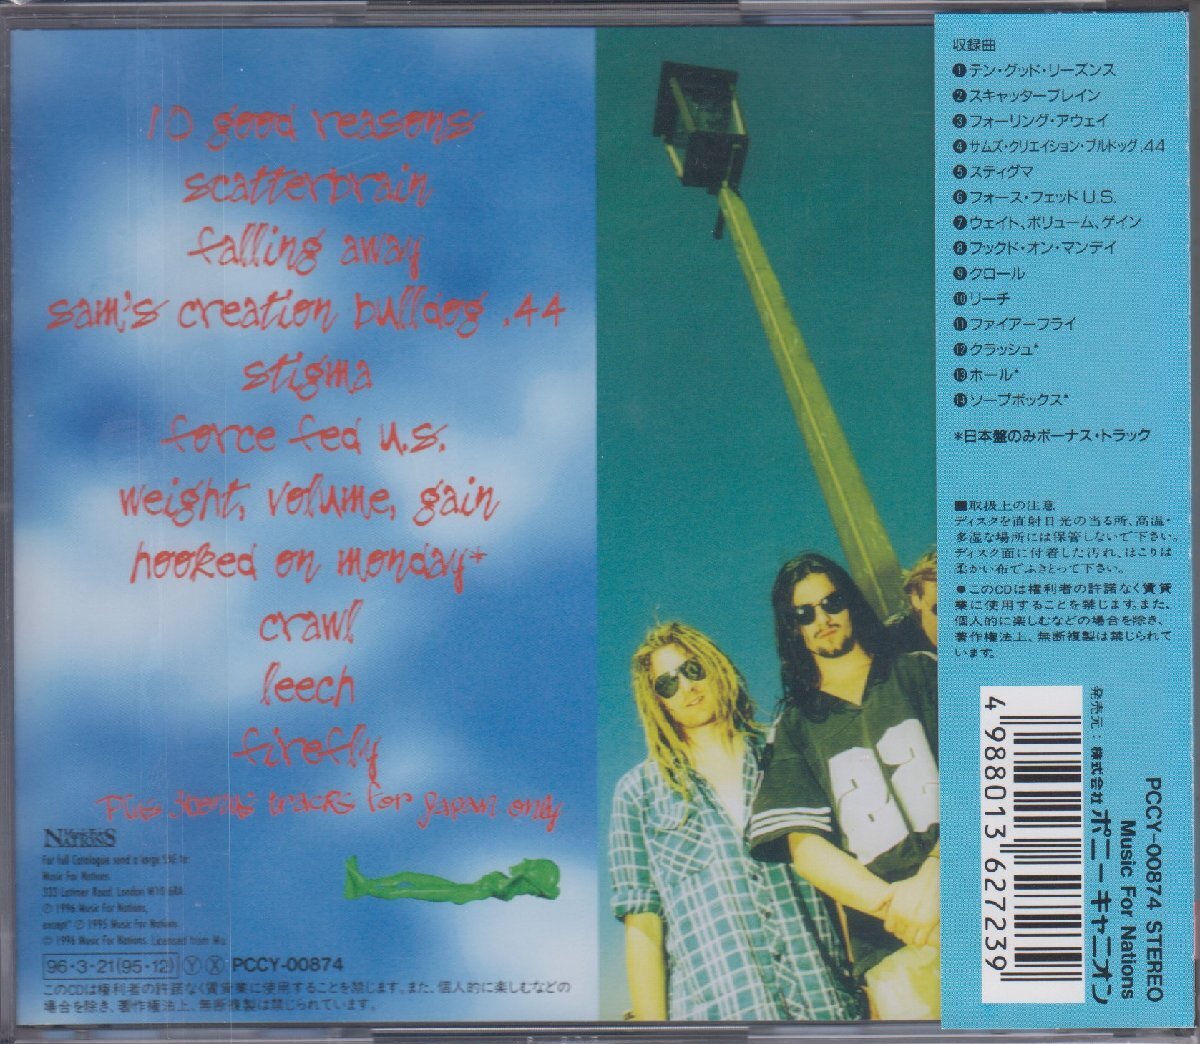 10 good reasons
scatterbrain
falling away
sam's creation bulldog .44
stigma
force fed u.s.
weight, volume, gain
hooked on monday*
crawl
leech
firefly
Plus bonus tracks for Japan only
Music For
NATIONS
For full Catalogue send a large SAE to:
Music For Nations
333 Latimer Road, London W10 6RA.
℗ 1996 Music For Nations,
except* ℗ 1995 Music For Nations
© 1996 Music For Nations. Licensed from Mu
96・3・21(95・12) Ⓨ Ⓧ PCCY-00874
このCDは権利者の許諾なく賃貸業に使用することを禁じます。また、個人的に楽しむなどの
場合を除き、著作権法上、無断複製は禁じられています。
22
収録曲
❶テン・グッド・リーズンス
❷スキャッターブレイン
❸フォーリング・アウェイ
❹サムズ・クリエイション・ブルドッグ .44
❺スティグマ
❻フォース・フェッド U.S.
❼ウェイト、ボリューム、ゲイン
❽フックド・オン・マンデイ
❾クロール
❿リーチ
⓫ファイアーフライ
⓬クラッシュ*
⓭ホール*
⓮ソープボックス*
*日本盤のみボーナス・トラック
■取扱上の注意
ディスクを直射日光の当る所、高温・
多湿な場所には保管しないで下さい。
ディスク面に付着した汚れ、ほこりは
柔かい布でふきとって下さい。
●このCDは権利者の許諾なく賃貸
業に使用することを禁じます。また、
個人的に楽しむなどの場合を除き、
著作権法上、無断複製は禁じられて
います。
PCCY-00874 STEREO
Music For Nations
発売元：株式会社ポニーキャニオン
4 988013 627239